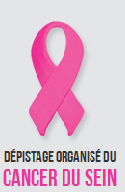 DÉPISTAGE ORGANISÉ DU
CANCER DU SEIN